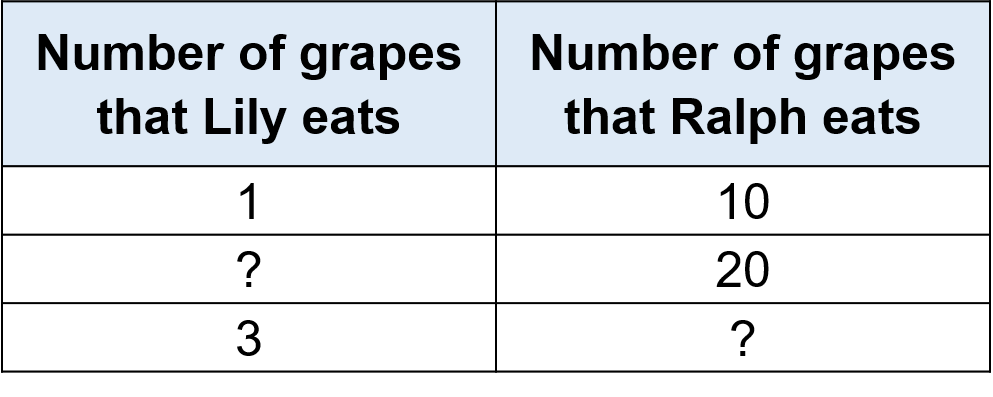 Number of grapes
that Lily eats
Number of grapes
that Ralph eats
1
10
?
20
3
?